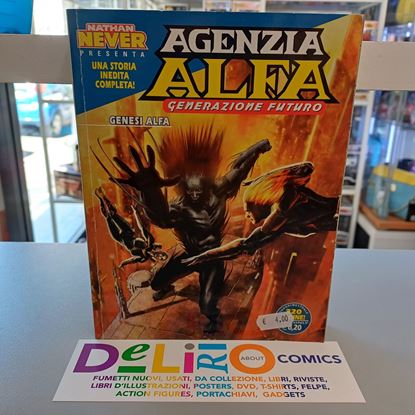 NATHAN
NEVER
PRESENTA
UNA STORIA
INEDITA
COMPLETA!
AGENZIA
ALFA
GENERAZIONE FUTURO
GENESI ALFA
€ 4,00
DELIRIO ABOUT COMICS
FUMETTI NUOVI, USATI, DA COLLEZIONE, LIBRI, RIVISTE,
LIBRI D'ILLUSTRAZIONI, POSTERS, DVD, T-SHIRTS, FELPE,
ACTION FIGURES, PORTACHIAVI, GADGETS